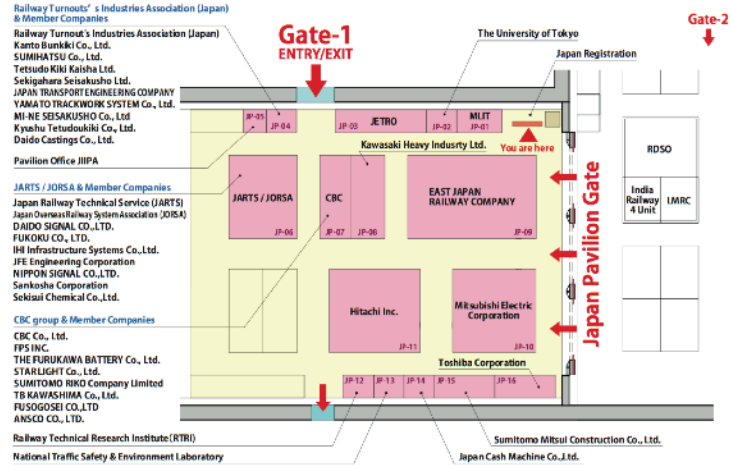 Railway Turnouts’ s Industries Association (Japan)
& Member Companies
Railway Turnout's Industries Association (Japan)
Kanto Bunkiki Co., Ltd.
SUMIHATSU Co., Ltd.
Tetsudo Kiki Kaisha Ltd.
Sekigahara Seisakusho Ltd.
JAPAN TRANSPORT ENGINEERING COMPANY
YAMATO TRACKWORK SYSTEM Co., Ltd.
MI-NE SEISAKUSHO Co., Ltd
Kyushu Tetudoukiki Co., Ltd.
Daido Castings Co., Ltd.
Pavilion Office JIIPA
JARTS / JORSA & Member Companies
Japan Railway Technical Service (JARTS)
Japan Overseas Railway System Association (JORSA)
DAIDO SIGNAL CO.,LTD.
FUKOKU CO., LTD.
IHI Infrastructure Systems Co.,Ltd.
JFE Engineering Corporation
NIPPON SIGNAL CO.,LTD.
Sankosha Corporation
Sekisui Chemical Co.,Ltd.
CBC group & Member Companies
CBC Co., Ltd.
FPS INC.
THE FURUKAWA BATTERY Co., Ltd.
STARLIGHT Co., Ltd.
SUMITOMO RIKO Company Limited
TB KAWASHIMA Co., Ltd.
FUSOGOSEI CO.,LTD
ANSCO CO., LTD.
Railway Technical Research Institute(RTRI)
National Traffic Safety & Environment Laboratory
Gate-1
ENTRY/EXIT
The University of Tokyo
Japan Registration
Gate-2
JP-05
JP-04
JP-03
JETRO
JP-02
MLIT
JP-01
You are here
Kawasaki Heavy Indusrty Ltd.
JARTS / JORSA
JP-06
CBC
JP-07
JP-08
EAST JAPAN
RAILWAY COMPANY
JP-09
RDSO
India
Railway
4 Unit
LMRC
Japan Pavilion Gate
Hitachi Inc.
JP-11
Mitsubishi Electric
Corporation
JP-10
Toshiba Corporation
JP-12
JP-13
JP-14
JP-15
JP-16
Sumitomo Mitsui Construction Co., Ltd.
Japan Cash Machine Co.,Ltd.